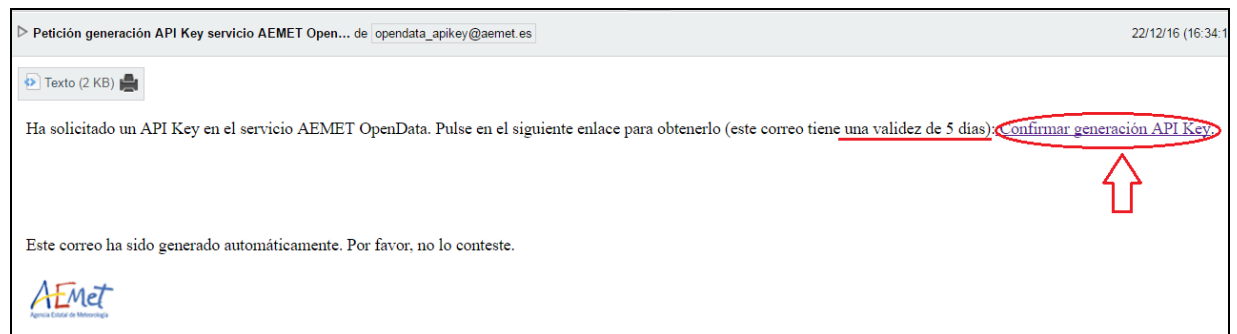 Petición generación API Key servicio AEMET Open... de opendata_apikey@aemet.es 22/12/16 (16:34:1
Texto (2 KB)
Ha solicitado un API Key en el servicio AEMET OpenData. Pulse en el siguiente enlace para obtenerlo (este correo tiene una validez de 5 días): Confirmar generación API Key.
Este correo ha sido generado automáticamente. Por favor, no lo conteste.
AEMet
Agencia Estatal de Meteorología